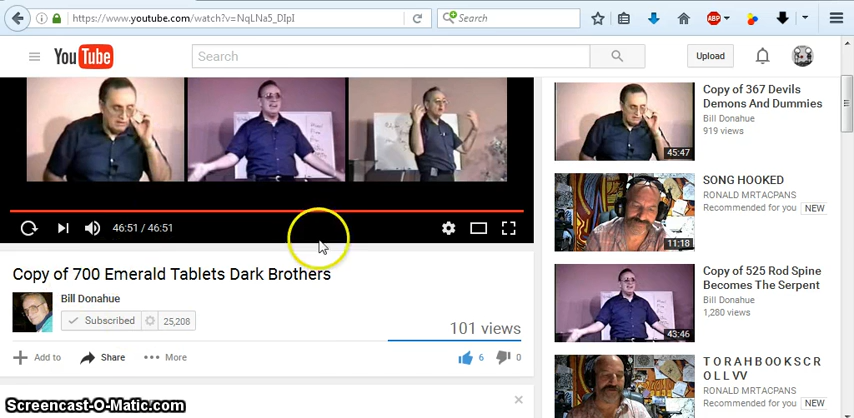 https://www.youtube.com/watch?v=NqLNa5_DIpI
Search
ABP
YouTube
Search
Upload
46:51 / 46:51
Copy of 700 Emerald Tablets Dark Brothers
Bill Donahue
Subscribed
25,208
101 views
Add to
Share
More
6
0
45:47
Copy of 367 Devils
Demons And Dummies
Bill Donahue
919 views
11:18
SONG HOOKED
RONALD MRTACPANS
Recommended for you NEW
43:46
Copy of 525 Rod Spine
Becomes The Serpent
Bill Donahue
1,280 views
T O R A H B O O K S C R
O L L V V
RONALD MRTACPANS
Recommended for you NEW
Screencast-O-Matic.com